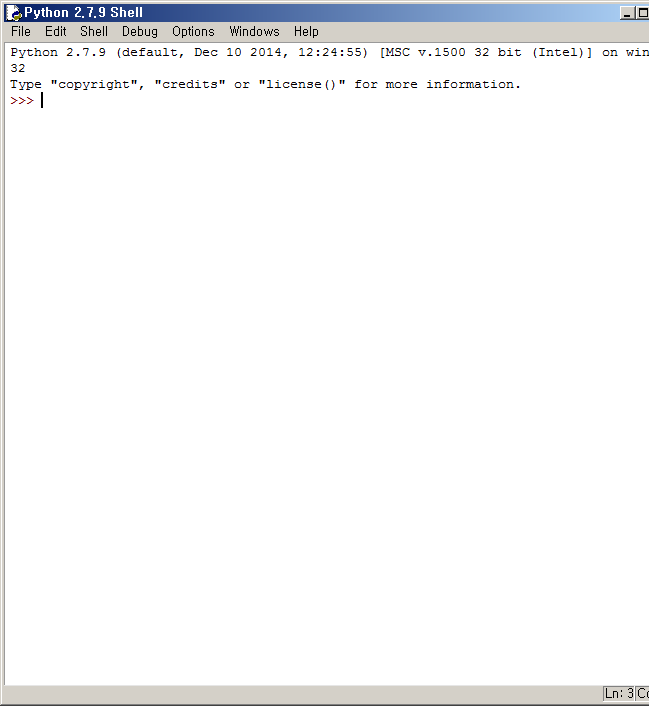 Python 2.7.9 Shell
File Edit Shell Debug Options Windows Help
Python 2.7.9 (default, Dec 10 2014, 12:24:55) [MSC v.1500 32 bit (Intel)] on win
32
Type "copyright", "credits" or "license()" for more information.
>>>
Ln: 3 Co